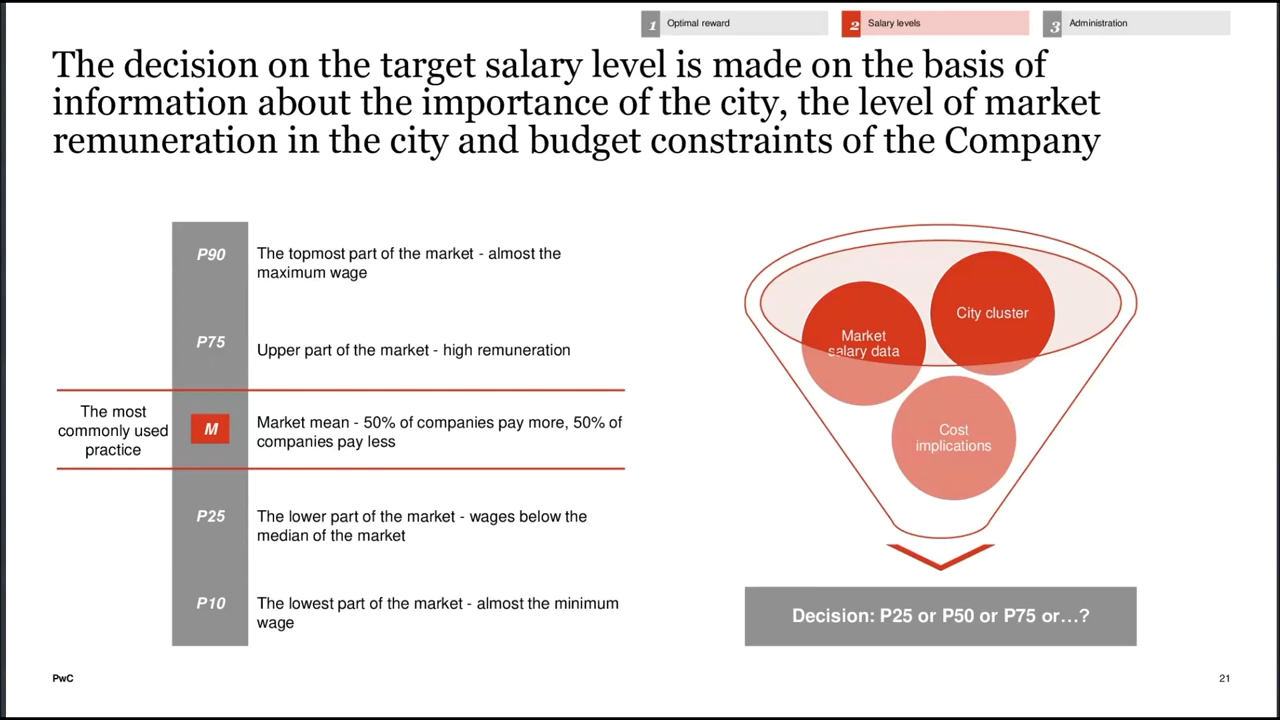 1 Optimal reward
2 Salary levels
3 Administration
The decision on the target salary level is made on the basis of
information about the importance of the city, the level of market
remuneration in the city and budget constraints of the Company
P90
The topmost part of the market - almost the
maximum wage
P75
Upper part of the market - high remuneration
The most
commonly used
practice
M
Market mean - 50% of companies pay more, 50% of
companies pay less
P25
The lower part of the market - wages below the
median of the market
P10
The lowest part of the market - almost the minimum
wage
City cluster
Market
salary data
Cost
implications
Decision: P25 or P50 or P75 or…?
PwC
21